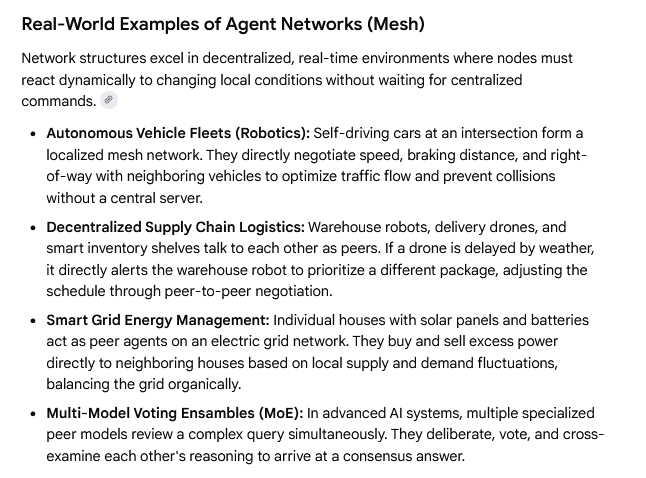 Real-World Examples of Agent Networks (Mesh)
Network structures excel in decentralized, real-time environments where nodes must
react dynamically to changing local conditions without waiting for centralized
commands.
• Autonomous Vehicle Fleets (Robotics): Self-driving cars at an intersection form a
localized mesh network. They directly negotiate speed, braking distance, and right-
of-way with neighboring vehicles to optimize traffic flow and prevent collisions
without a central server.
• Decentralized Supply Chain Logistics: Warehouse robots, delivery drones, and
smart inventory shelves talk to each other as peers. If a drone is delayed by weather,
it directly alerts the warehouse robot to prioritize a different package, adjusting the
schedule through peer-to-peer negotiation.
• Smart Grid Energy Management: Individual houses with solar panels and batteries
act as peer agents on an electric grid network. They buy and sell excess power
directly to neighboring houses based on local supply and demand fluctuations,
balancing the grid organically.
• Multi-Model Voting Ensambles (MoE): In advanced AI systems, multiple specialized
peer models review a complex query simultaneously. They deliberate, vote, and cross-
examine each other's reasoning to arrive at a consensus answer.